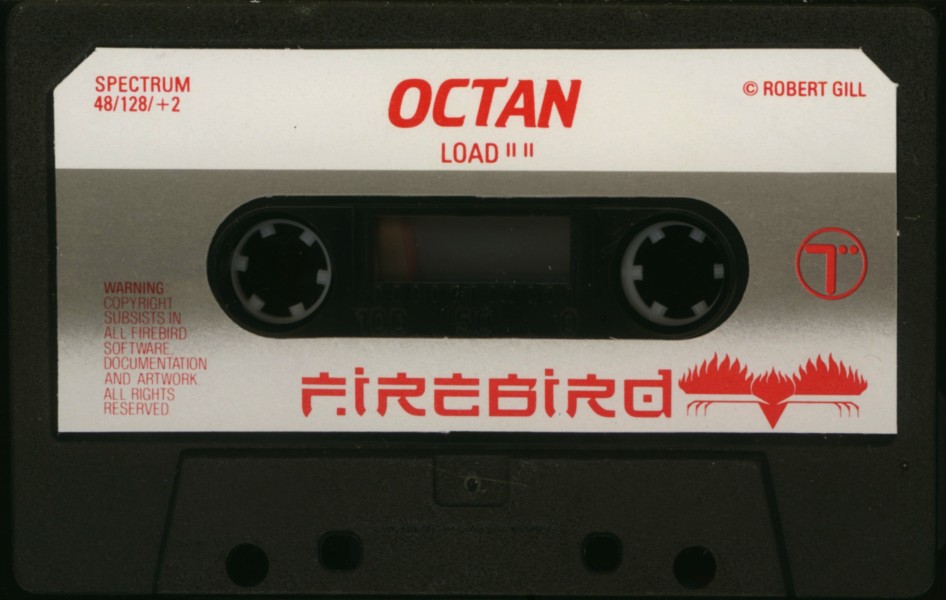 SPECTRUM
48/128/+2
OCTAN
LOAD " "
© ROBERT GILL
WARNING:
COPYRIGHT
SUBSISTS IN
ALL FIREBIRD
SOFTWARE,
DOCUMENTATION
AND ARTWORK.
ALL RIGHTS
RESERVED
FIREBIRD